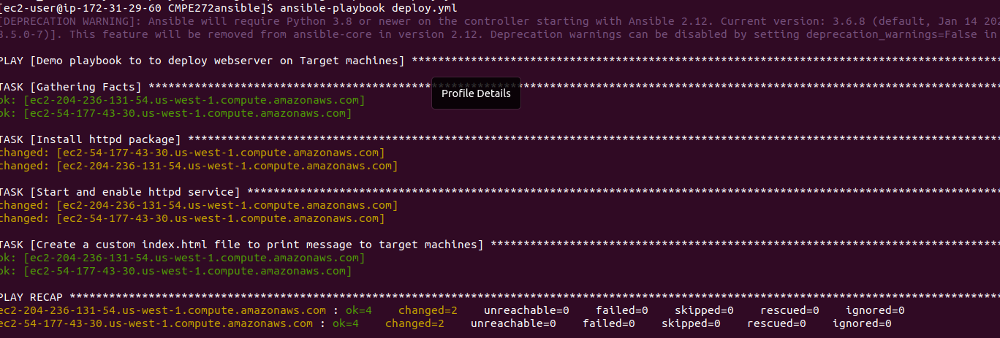 [ec2-user@ip-172-31-29-60 CMPE272ansible]$ ansible-playbook deploy.yml
[DEPRECATION WARNING]: Ansible will require Python 3.8 or newer on the controller starting with Ansible 2.12. Current version: 3.6.8 (default, Jan 14 202
8.5.0-7)]. This feature will be removed from ansible-core in version 2.12. Deprecation warnings can be disabled by setting deprecation_warnings=False in
PLAY [Demo playbook to to deploy webserver on Target machines] ******************************************************************************************
TASK [Gathering Facts] **********************************************************************************************************************************
Profile Details
ok: [ec2-204-236-131-54.us-west-1.compute.amazonaws.com]
ok: [ec2-54-177-43-30.us-west-1.compute.amazonaws.com]
TASK [Install httpd package] ****************************************************************************************************************************
changed: [ec2-54-177-43-30.us-west-1.compute.amazonaws.com]
changed: [ec2-204-236-131-54.us-west-1.compute.amazonaws.com]
TASK [Start and enable httpd service] *******************************************************************************************************************
changed: [ec2-204-236-131-54.us-west-1.compute.amazonaws.com]
changed: [ec2-54-177-43-30.us-west-1.compute.amazonaws.com]
TASK [Create a custom index.html file to print message to target machines] ******************************************************************************
ok: [ec2-204-236-131-54.us-west-1.compute.amazonaws.com]
ok: [ec2-54-177-43-30.us-west-1.compute.amazonaws.com]
PLAY RECAP **********************************************************************************************************************************************
ec2-204-236-131-54.us-west-1.compute.amazonaws.com : ok=4    changed=2    unreachable=0    failed=0    skipped=0    rescued=0    ignored=0
ec2-54-177-43-30.us-west-1.compute.amazonaws.com : ok=4    changed=2    unreachable=0    failed=0    skipped=0    rescued=0    ignored=0